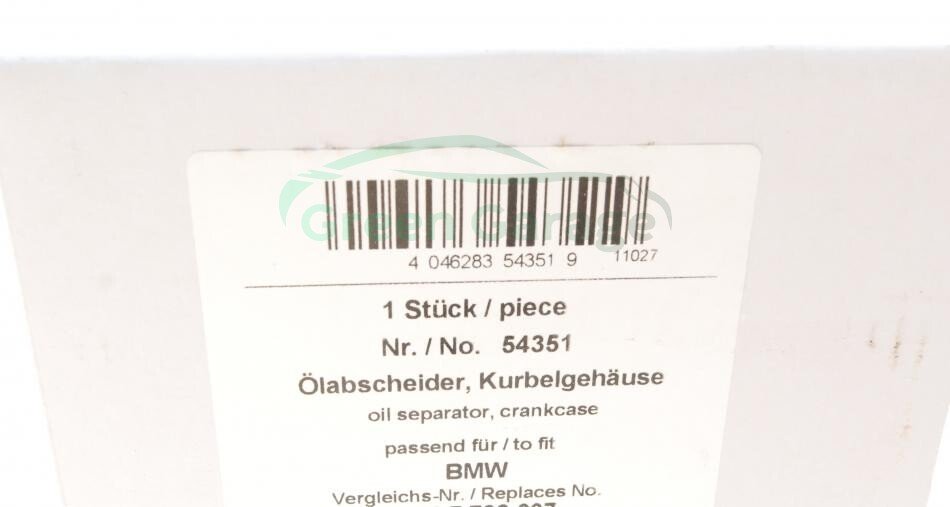 Green Garage
4 046283 54351 9 11027
1 Stück / piece
Nr. / No. 54351
Ölabscheider, Kurbelgehäuse
oil separator, crankcase
passend für / to fit
BMW
Vergleichs-Nr. / Replaces No.